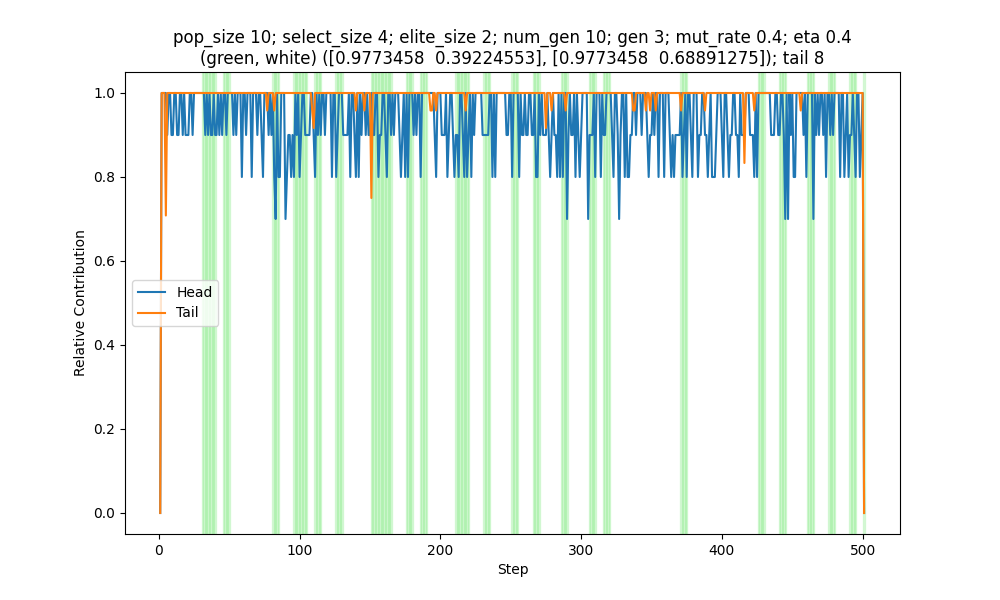 pop_size 10; select_size 4; elite_size 2; num_gen 10; gen 3; mut_rate 0.4; eta 0.4
(green, white) ([0.9773458  0.39224553], [0.9773458  0.68891275]); tail 8
Relative Contribution
1.0
0.8
0.6
0.4
0.2
0.0
Head
Tail
0 100 200 300 400 500
Step